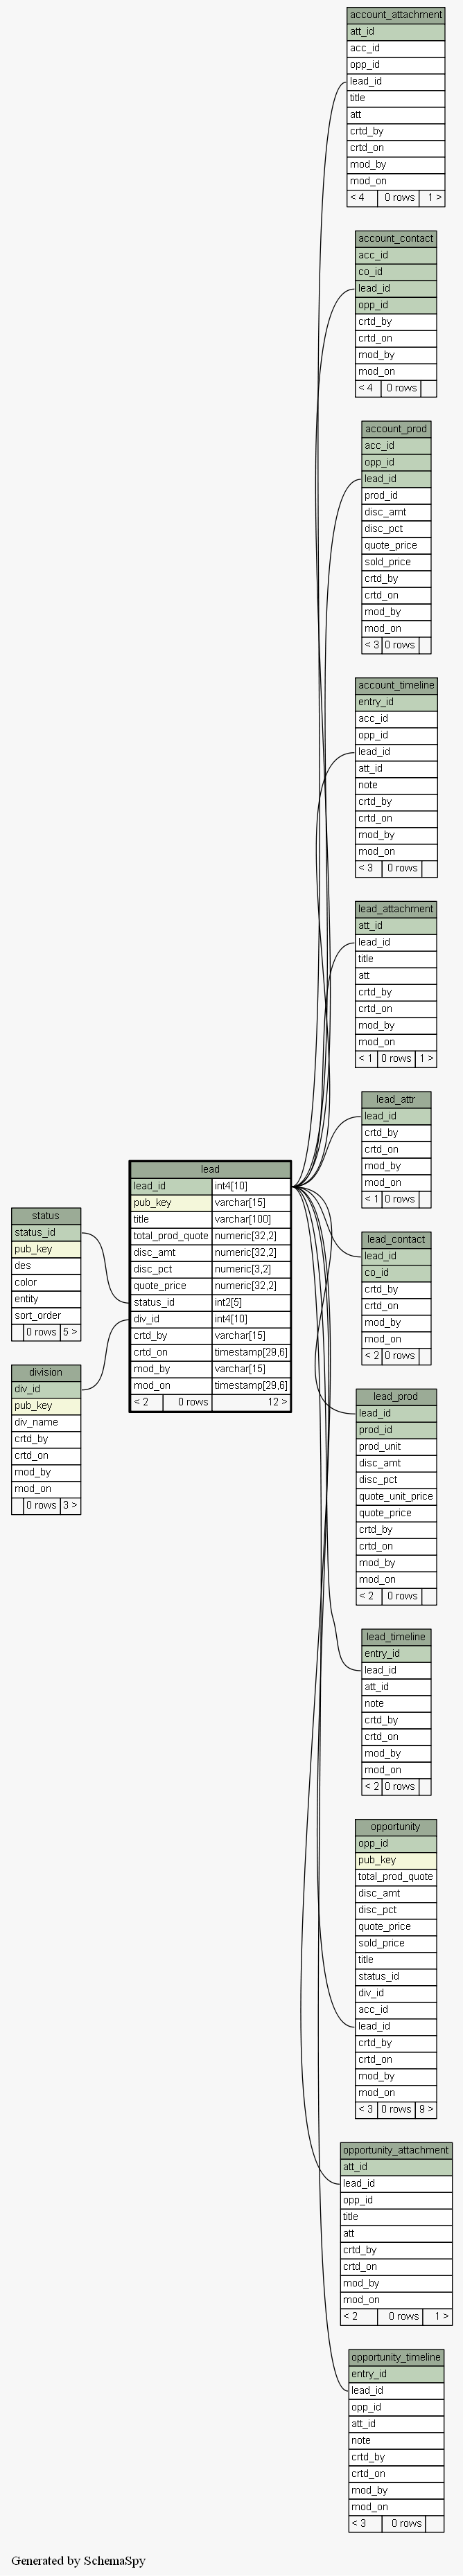 account_attachment
att_id
acc_id
opp_id
lead_id
title
att
crtd_by
crtd_on
mod_by
mod_on
< 4 0 rows 1 >
account_contact
acc_id
co_id
lead_id
opp_id
crtd_by
crtd_on
mod_by
mod_on
< 4 0 rows
account_prod
acc_id
opp_id
lead_id
prod_id
disc_amt
disc_pct
quote_price
sold_price
crtd_by
crtd_on
mod_by
mod_on
< 3 0 rows
account_timeline
entry_id
acc_id
opp_id
lead_id
att_id
note
crtd_by
crtd_on
mod_by
mod_on
< 3 0 rows
lead_attachment
att_id
lead_id
title
att
crtd_by
crtd_on
mod_by
mod_on
< 1 0 rows 1 >
lead_attr
lead_id
crtd_by
crtd_on
mod_by
mod_on
< 1 0 rows
lead
lead_id int4[10]
pub_key varchar[15]
title varchar[100]
total_prod_quote numeric[32,2]
disc_amt numeric[32,2]
disc_pct numeric[3,2]
quote_price numeric[32,2]
status_id int2[5]
div_id int4[10]
crtd_by varchar[15]
crtd_on timestamp[29,6]
mod_by varchar[15]
mod_on timestamp[29,6]
< 2 0 rows 12 >
status
status_id
pub_key
des
color
entity
sort_order
0 rows 5 >
division
div_id
pub_key
div_name
crtd_by
crtd_on
mod_by
mod_on
0 rows 3 >
lead_contact
lead_id
co_id
crtd_by
crtd_on
mod_by
mod_on
< 2 0 rows
lead_prod
lead_id
prod_id
prod_unit
disc_amt
disc_pct
quote_unit_price
quote_price
crtd_by
crtd_on
mod_by
mod_on
< 2 0 rows
lead_timeline
entry_id
lead_id
att_id
note
crtd_by
crtd_on
mod_by
mod_on
< 2 0 rows
opportunity
opp_id
pub_key
total_prod_quote
disc_amt
disc_pct
quote_price
sold_price
title
status_id
div_id
acc_id
lead_id
crtd_by
crtd_on
mod_by
mod_on
< 3 0 rows 9 >
opportunity_attachment
att_id
lead_id
opp_id
title
att
crtd_by
crtd_on
mod_by
mod_on
< 2 0 rows 1 >
opportunity_timeline
entry_id
lead_id
opp_id
att_id
note
crtd_by
crtd_on
mod_by
mod_on
< 3 0 rows
Generated by SchemaSpy